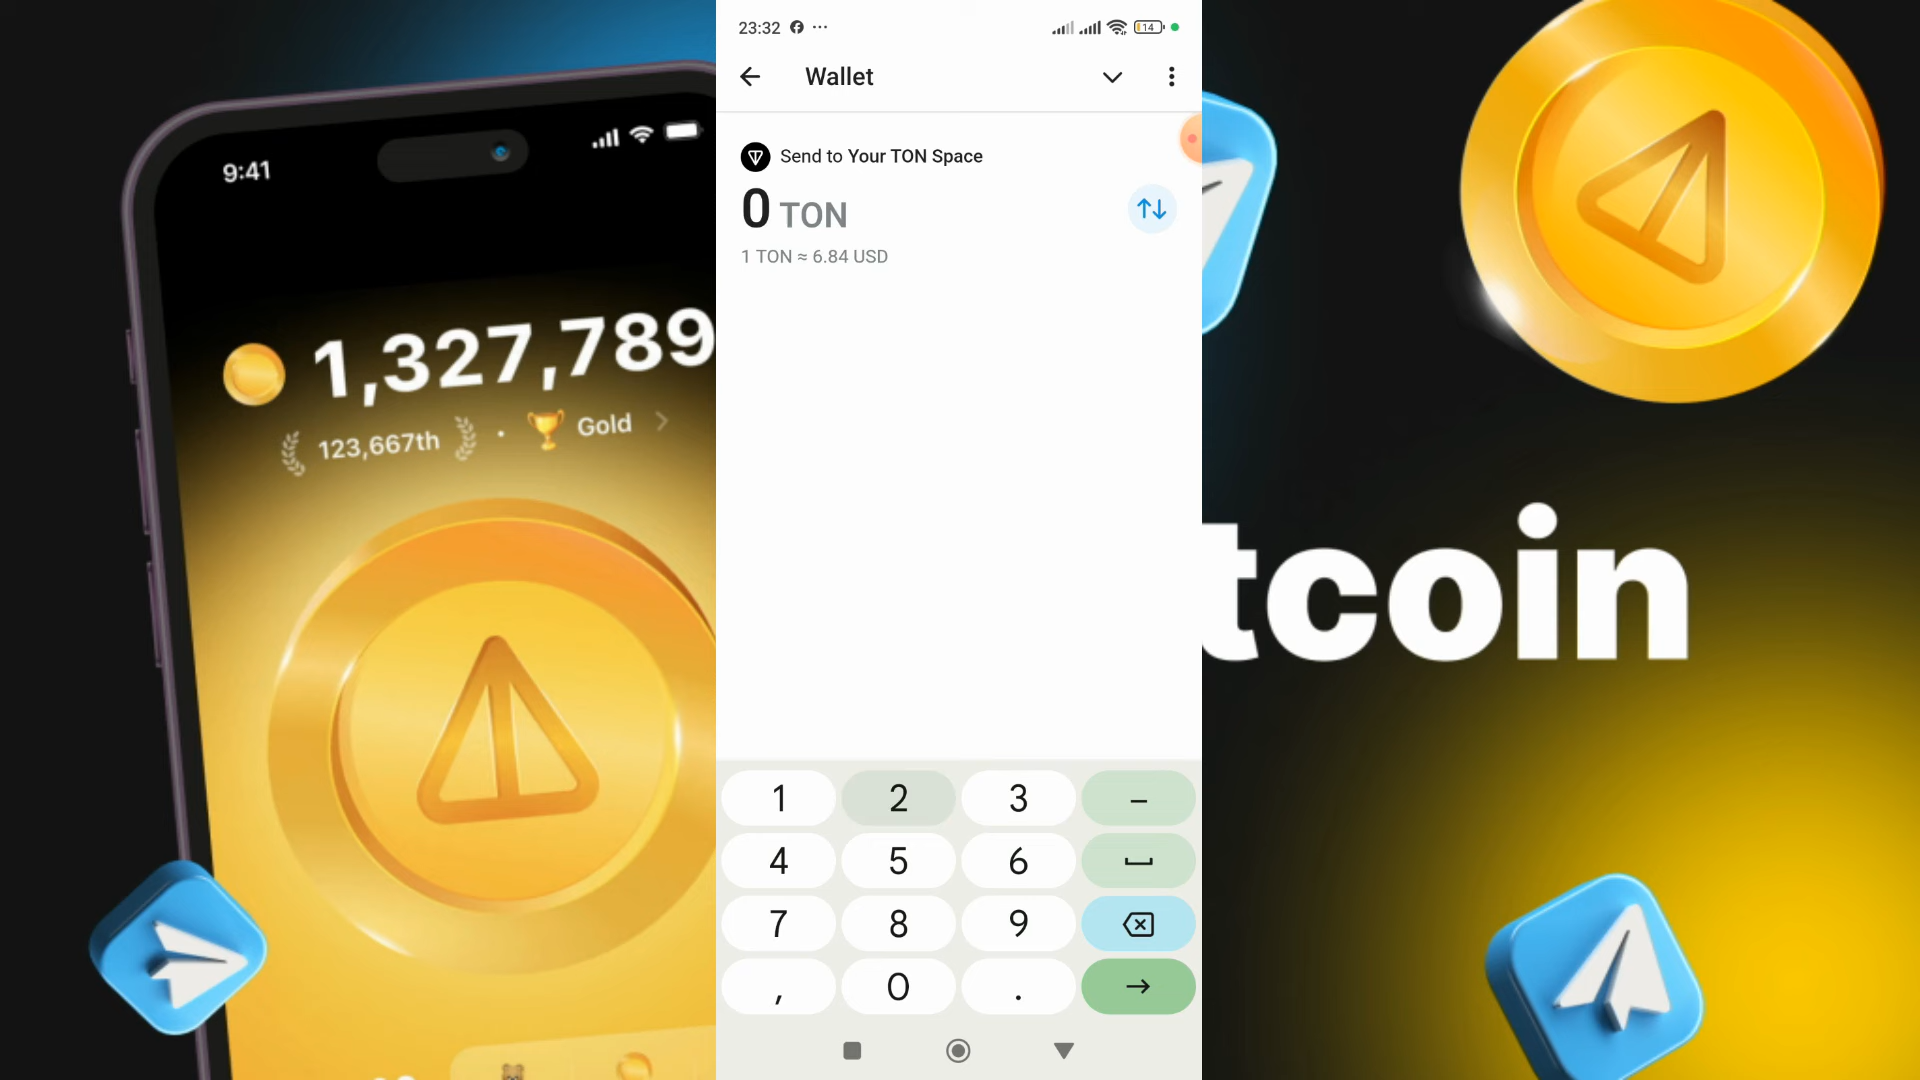 9:41
1,327,789
123,667th · Gold
23:32
14
Wallet
Send to Your TON Space
0 TON
1 TON ≈ 6.84 USD
1 2 3 –
4 5 6
7 8 9
, 0 .
tcoin